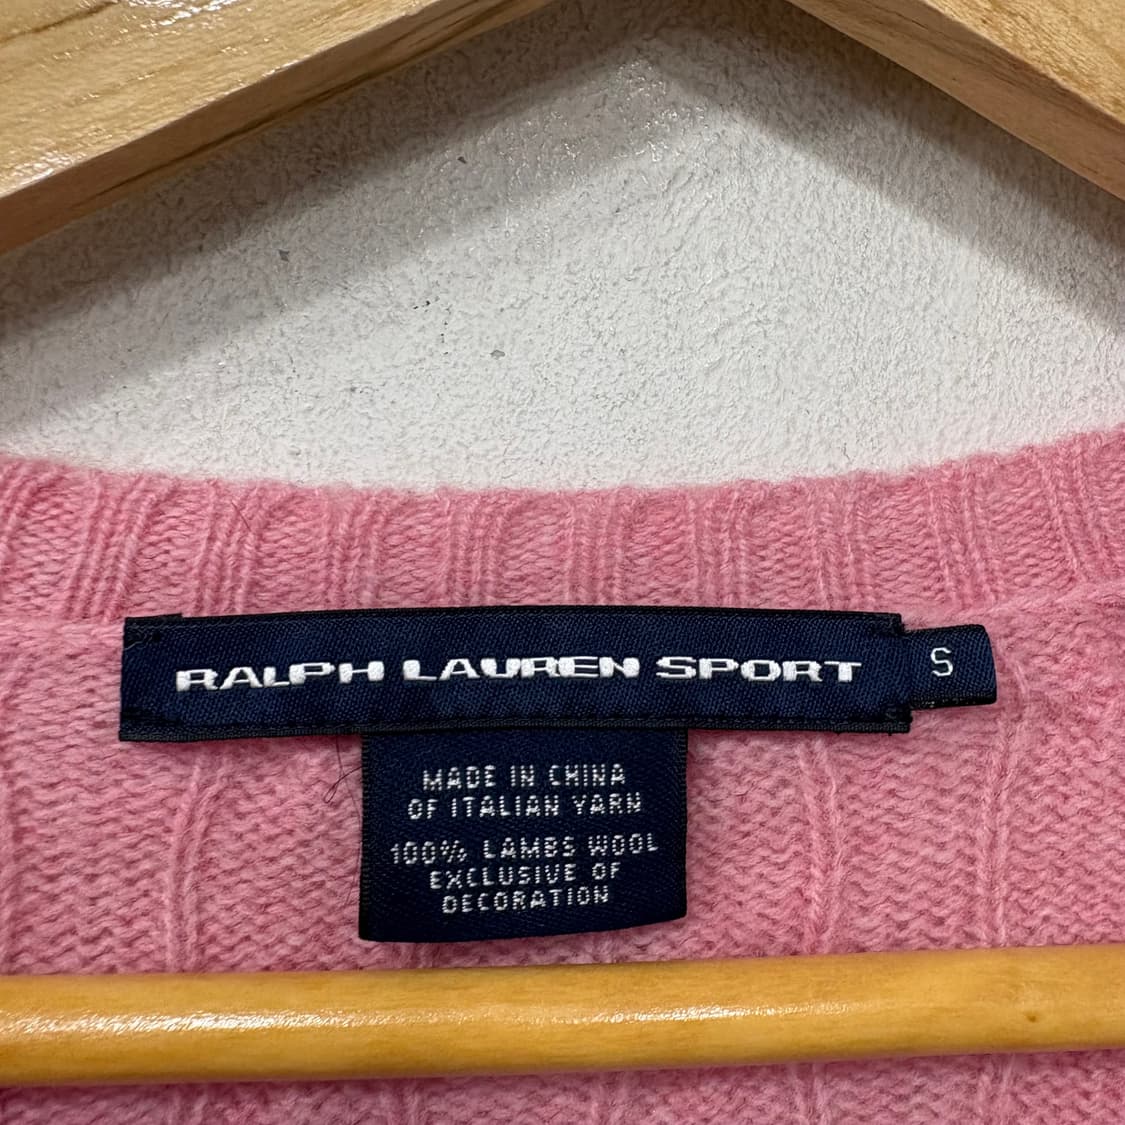 RALPH LAUREN SPORT
S
MADE IN CHINA
OF ITALIAN YARN
100% LAMBS WOOL
EXCLUSIVE OF
DECORATION